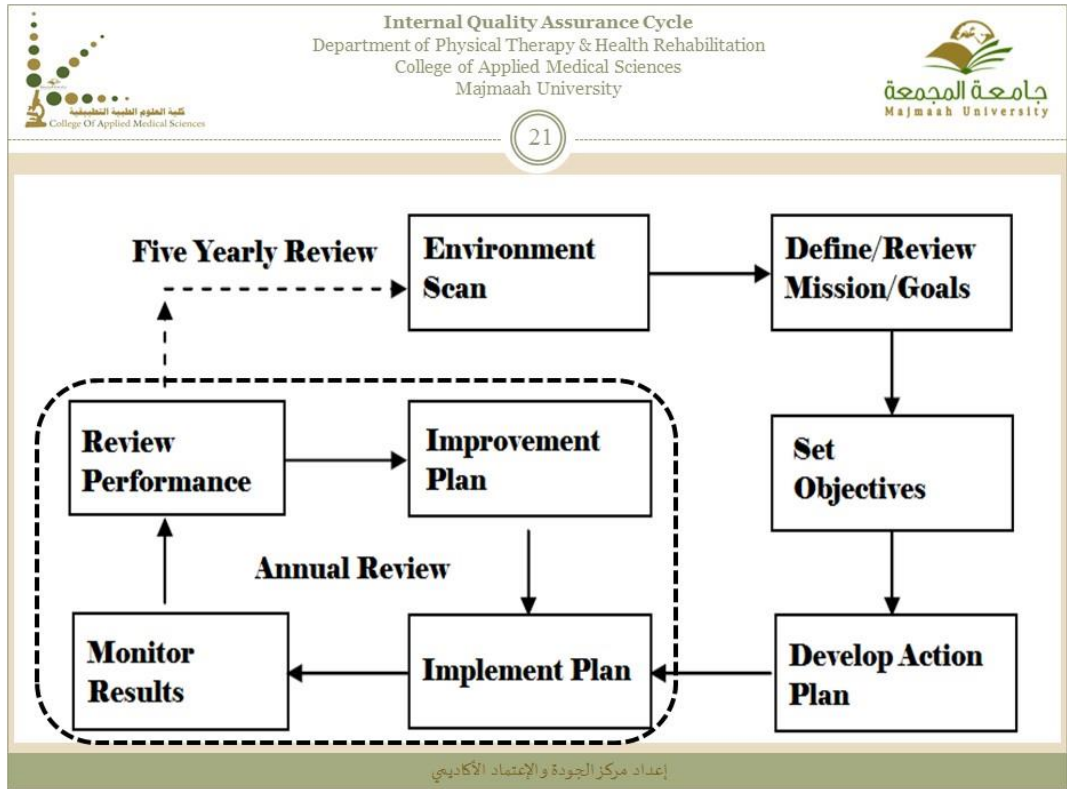 Internal Quality Assurance Cycle
Department of Physical Therapy & Health Rehabilitation
College of Applied Medical Sciences
Majmaah University
كلية العلوم الطبية التطبيقية
College Of Applied Medical Sciences
جامعة المجمعة
Majmaah University
21
Five Yearly Review
Environment
Scan
Define/Review
Mission/Goals
Review
Performance
Improvement
Plan
Set
Objectives
Annual Review
Monitor
Results
Implement Plan
Develop Action
Plan
إعداد مركز الجودة والإعتماد الأكاديمي